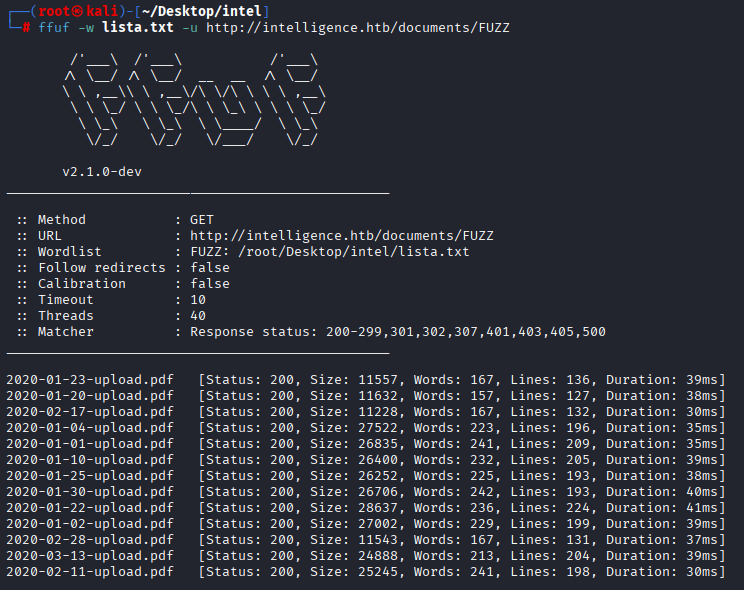 ┌──(root㉿kali)-[~/Desktop/intel]
└─# ffuf -w lista.txt -u http://intelligence.htb/documents/FUZZ

        /'___\  /'___\           /'___\
       /\ \__/ /\ \__/  __  __  /\ \__/
       \ \ ,__\\ \ ,__\/\ \/\ \ \ \ ,__\
        \ \ \_/ \ \ \_/\ \ \_\ \ \ \ \_/
         \ \_\   \ \_\  \ \____/  \ \_\
          \/_/    \/_/   \/___/    \/_/

       v2.1.0-dev
________________________________________________

 :: Method           : GET
 :: URL              : http://intelligence.htb/documents/FUZZ
 :: Wordlist         : FUZZ: /root/Desktop/intel/lista.txt
 :: Follow redirects : false
 :: Calibration      : false
 :: Timeout          : 10
 :: Threads          : 40
 :: Matcher          : Response status: 200-299,301,302,307,401,403,405,500
________________________________________________

2020-01-23-upload.pdf   [Status: 200, Size: 11557, Words: 167, Lines: 136, Duration: 39ms]
2020-01-20-upload.pdf   [Status: 200, Size: 11632, Words: 157, Lines: 127, Duration: 38ms]
2020-02-17-upload.pdf   [Status: 200, Size: 11228, Words: 167, Lines: 132, Duration: 30ms]
2020-01-04-upload.pdf   [Status: 200, Size: 27522, Words: 223, Lines: 196, Duration: 35ms]
2020-01-01-upload.pdf   [Status: 200, Size: 26835, Words: 241, Lines: 209, Duration: 35ms]
2020-01-10-upload.pdf   [Status: 200, Size: 26400, Words: 232, Lines: 205, Duration: 39ms]
2020-01-25-upload.pdf   [Status: 200, Size: 26252, Words: 225, Lines: 193, Duration: 38ms]
2020-01-30-upload.pdf   [Status: 200, Size: 26706, Words: 242, Lines: 193, Duration: 40ms]
2020-01-22-upload.pdf   [Status: 200, Size: 28637, Words: 236, Lines: 224, Duration: 41ms]
2020-01-02-upload.pdf   [Status: 200, Size: 27002, Words: 229, Lines: 199, Duration: 39ms]
2020-02-28-upload.pdf   [Status: 200, Size: 11543, Words: 167, Lines: 131, Duration: 37ms]
2020-03-13-upload.pdf   [Status: 200, Size: 24888, Words: 213, Lines: 204, Duration: 39ms]
2020-02-11-upload.pdf   [Status: 200, Size: 25245, Words: 241, Lines: 198, Duration: 30ms]